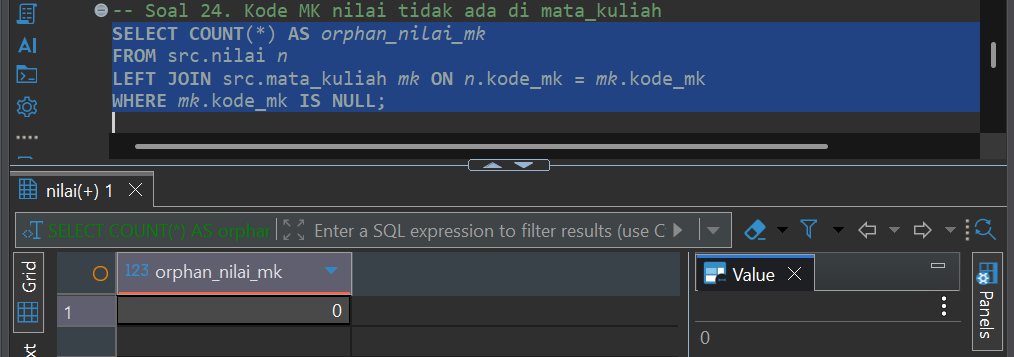 -- Soal 24. Kode MK nilai tidak ada di mata_kuliah
SELECT COUNT(*) AS orphan_nilai_mk
FROM src.nilai n
LEFT JOIN src.mata_kuliah mk ON n.kode_mk = mk.kode_mk
WHERE mk.kode_mk IS NULL;
AI
nilai(+) 1
SELECT COUNT(*) AS orphan
Enter a SQL expression to filter results (use C
Grid
123 orphan_nilai_mk
1
0
Value
0
Panels
xt